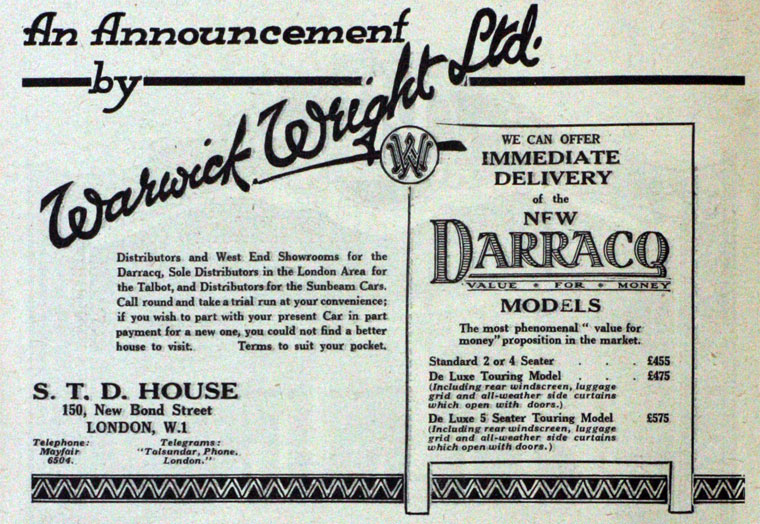 An Announcement
by
Warwick Wright Ltd.
WW
Distributors and West End Showrooms for the
Darracq, Sole Distributors in the London Area for
the Talbot, and Distributors for the Sunbeam Cars.
Call round and take a trial run at your convenience;
if you wish to part with your present Car in part
payment for a new one, you could not find a better
house to visit. Terms to suit your pocket.
S. T. D. HOUSE
150, New Bond Street
LONDON, W.1
Telephone: Mayfair 6504.
Telegrams: "Talsundar, Phone, London."
WE CAN OFFER
IMMEDIATE
DELIVERY
of the
NEW
DARRACQ
VALUE • FOR • MONEY
MODELS
The most phenomenal "value for
money" proposition in the market.
Standard 2 or 4 Seater . . . £455
De Luxe Touring Model . . . £475
(Including rear windscreen, luggage
grid and all-weather side curtains
which open with doors.)
De Luxe 5 Seater Touring Model £575
(Including rear windscreen, luggage
grid and all-weather side curtains
which open with doors.)